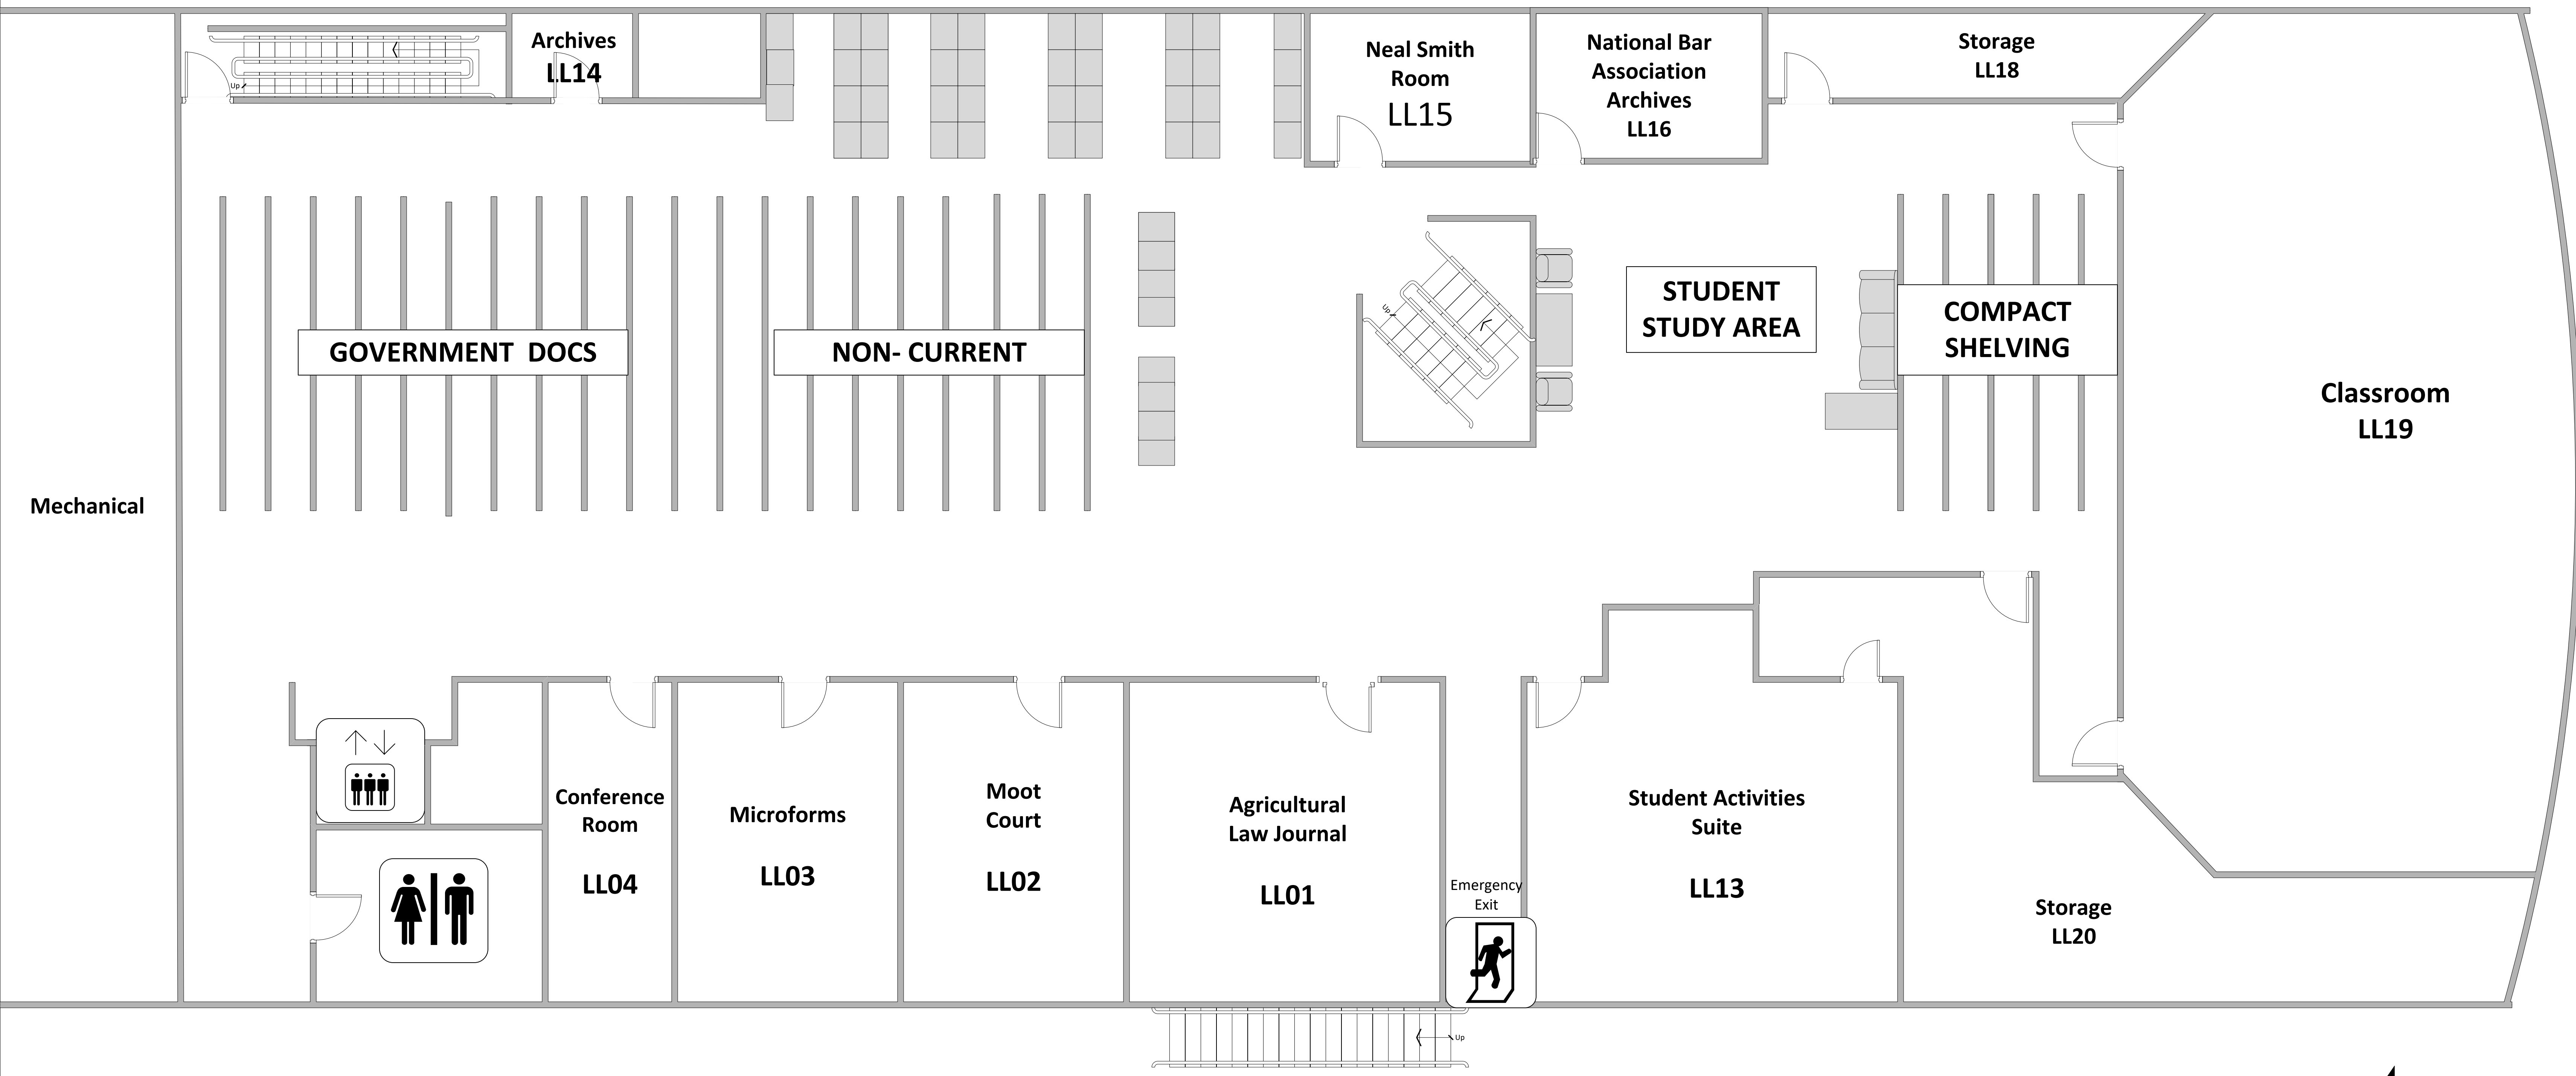 Archives
LL14
Up
Neal Smith
Room
LL15
National Bar
Association
Archives
LL16
Storage
LL18
GOVERNMENT  DOCS
NON- CURRENT
Up
STUDENT
STUDY AREA
COMPACT
SHELVING
Classroom
LL19
Mechanical
Conference
Room
LL04
Microforms
LL03
Moot
Court
LL02
Agricultural
Law Journal
LL01
Emergency
Exit
Student Activities
Suite
LL13
Storage
LL20
Up